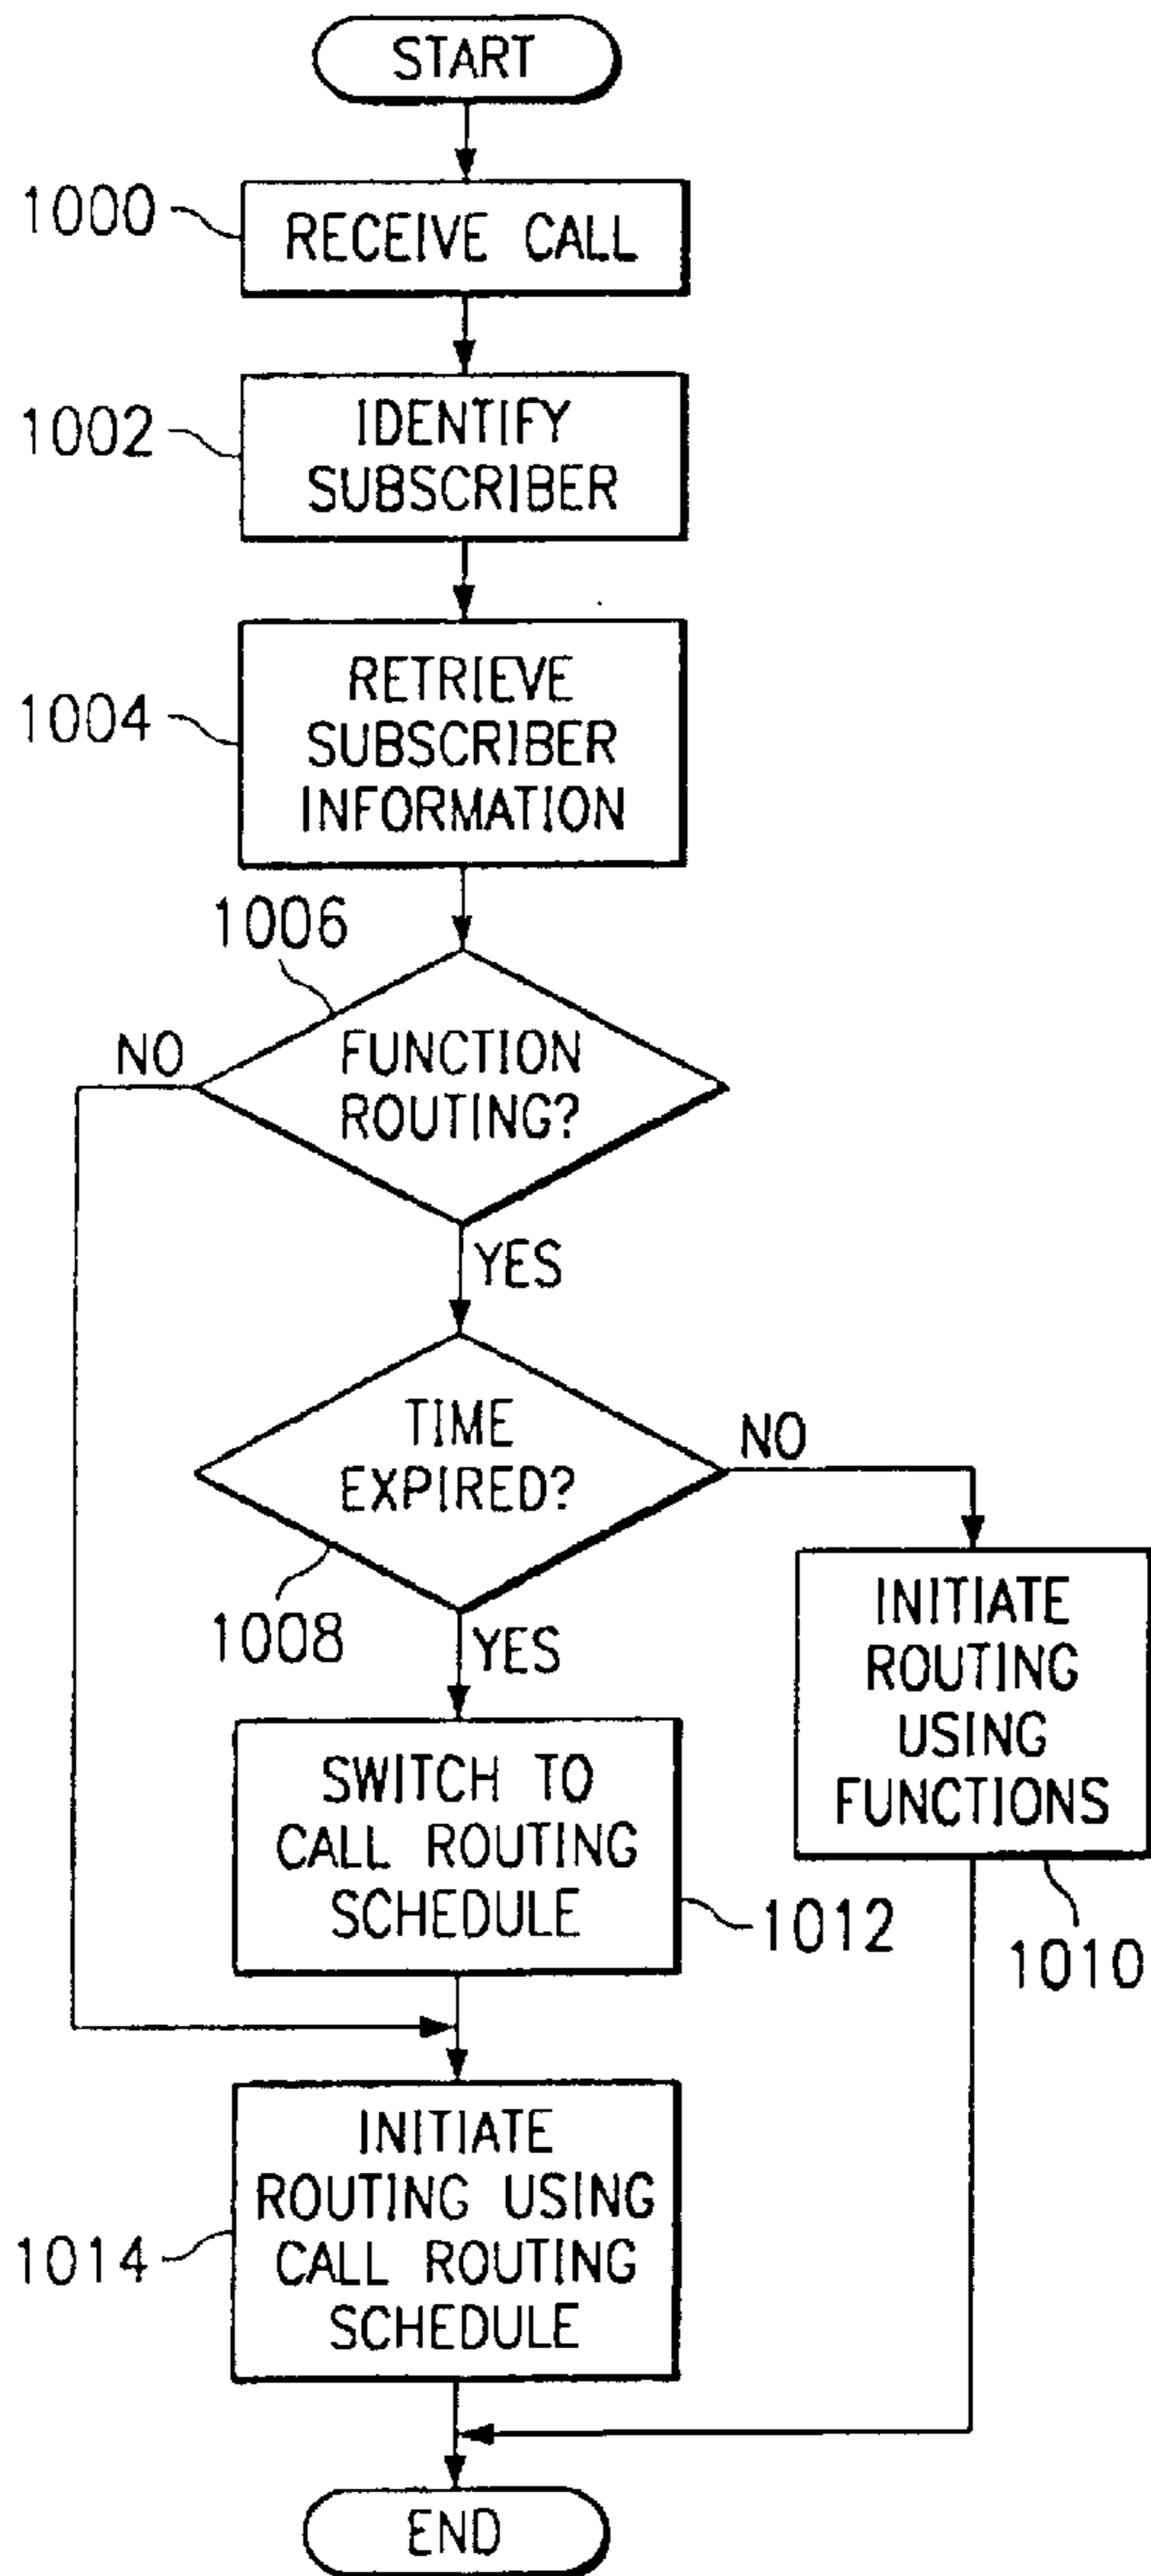 START
1000
RECEIVE CALL
1002
IDENTIFY
SUBSCRIBER
1004
RETRIEVE
SUBSCRIBER
INFORMATION
1006
NO
FUNCTION
ROUTING?
YES
TIME
EXPIRED?
NO
1008
YES
INITIATE
ROUTING
USING
FUNCTIONS
1010
SWITCH TO
CALL ROUTING
SCHEDULE
1012
INITIATE
ROUTING USING
CALL ROUTING
SCHEDULE
1014
END